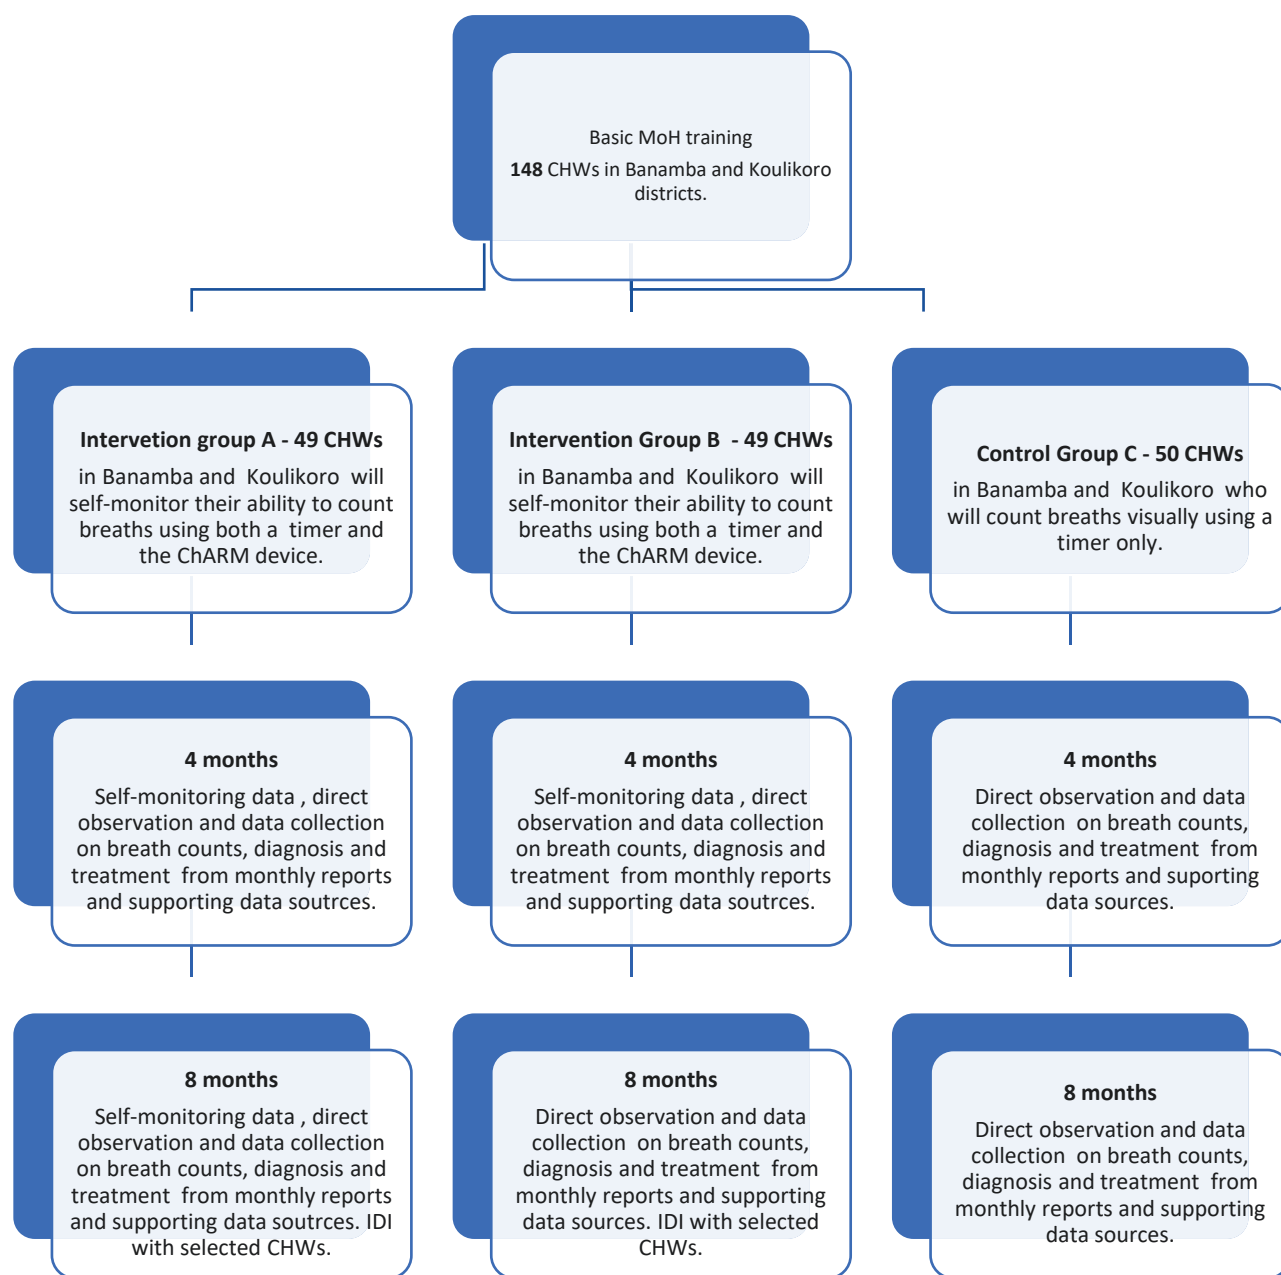 Basic MoH training
148 CHWs in Banamba and Koulikoro
districts.
Intervetion group A - 49 CHWs
in Banamba and Koulikoro will
self-monitor their ability to count
breaths using both a timer and
the ChARM device.
Intervention Group B - 49 CHWs
in Banamba and Koulikoro will
self-monitor their ability to count
breaths using both a timer and
the ChARM device.
Control Group C - 50 CHWs
in Banamba and Koulikoro who
will count breaths visually using a
timer only.
4 months
Self-monitoring data , direct
observation and data collection
on breath counts, diagnosis and
treatment from monthly reports
and supporting data soutrces.
4 months
Self-monitoring data , direct
observation and data collection
on breath counts, diagnosis and
treatment from monthly reports
and supporting data soutrces.
4 months
Direct observation and data
collection on breath counts,
diagnosis and treatment from
monthly reports and suporting
data sources.
8 months
Self-monitoring data , direct
observation and data collection
on breath counts, diagnosis and
treatment from monthly reports
and supporting data soutrces. IDI
with selected CHWs.
8 months
Direct observation and data
collection on breath counts,
diagnosis and treatment from
monthly reports and supporting
data sources. IDI with selected
CHWs.
8 months
Direct observation and data
collection on breath counts,
diagnosis and treatment from
monthly reports and supporting
data sources.